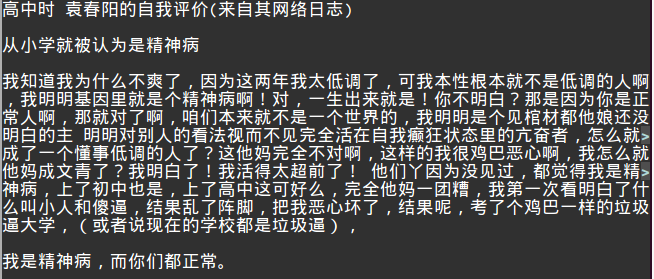 高中时 袁春阳的自我评价(来自其网络日志)
从小学就被认为是精神病
我知道我为什么不爽了，因为这两年我太低调了，可我本性根本就不是低调的人啊
，我明明基因里就是个精神病啊！对，一生出来就是！你不明白？那是因为你是正
常人啊，那就对了啊，咱们本来就不是一个世界的，我明明是个见棺材都他娘还没
明白的主 明明对别人的看法视而不见完全活在自我癫狂状态里的亢奋者，怎么就>
成了一个懂事低调的人了？这他妈完全不对啊，这样的我很鸡巴恶心啊，我怎么就
他妈成文青了？我明白了！我活得太超前了！ 他们丫因为没见过，都觉得我是精>
神病，上了初中也是，上了高中这可好么，完全他妈一团糟，我第一次看明白了什
么叫小人和傻逼，结果乱了阵脚，把我恶心坏了，结果呢，考了个鸡巴一样的垃圾
逼大学，（或者说现在的学校都是垃圾逼），
我是精神病，而你们都正常。